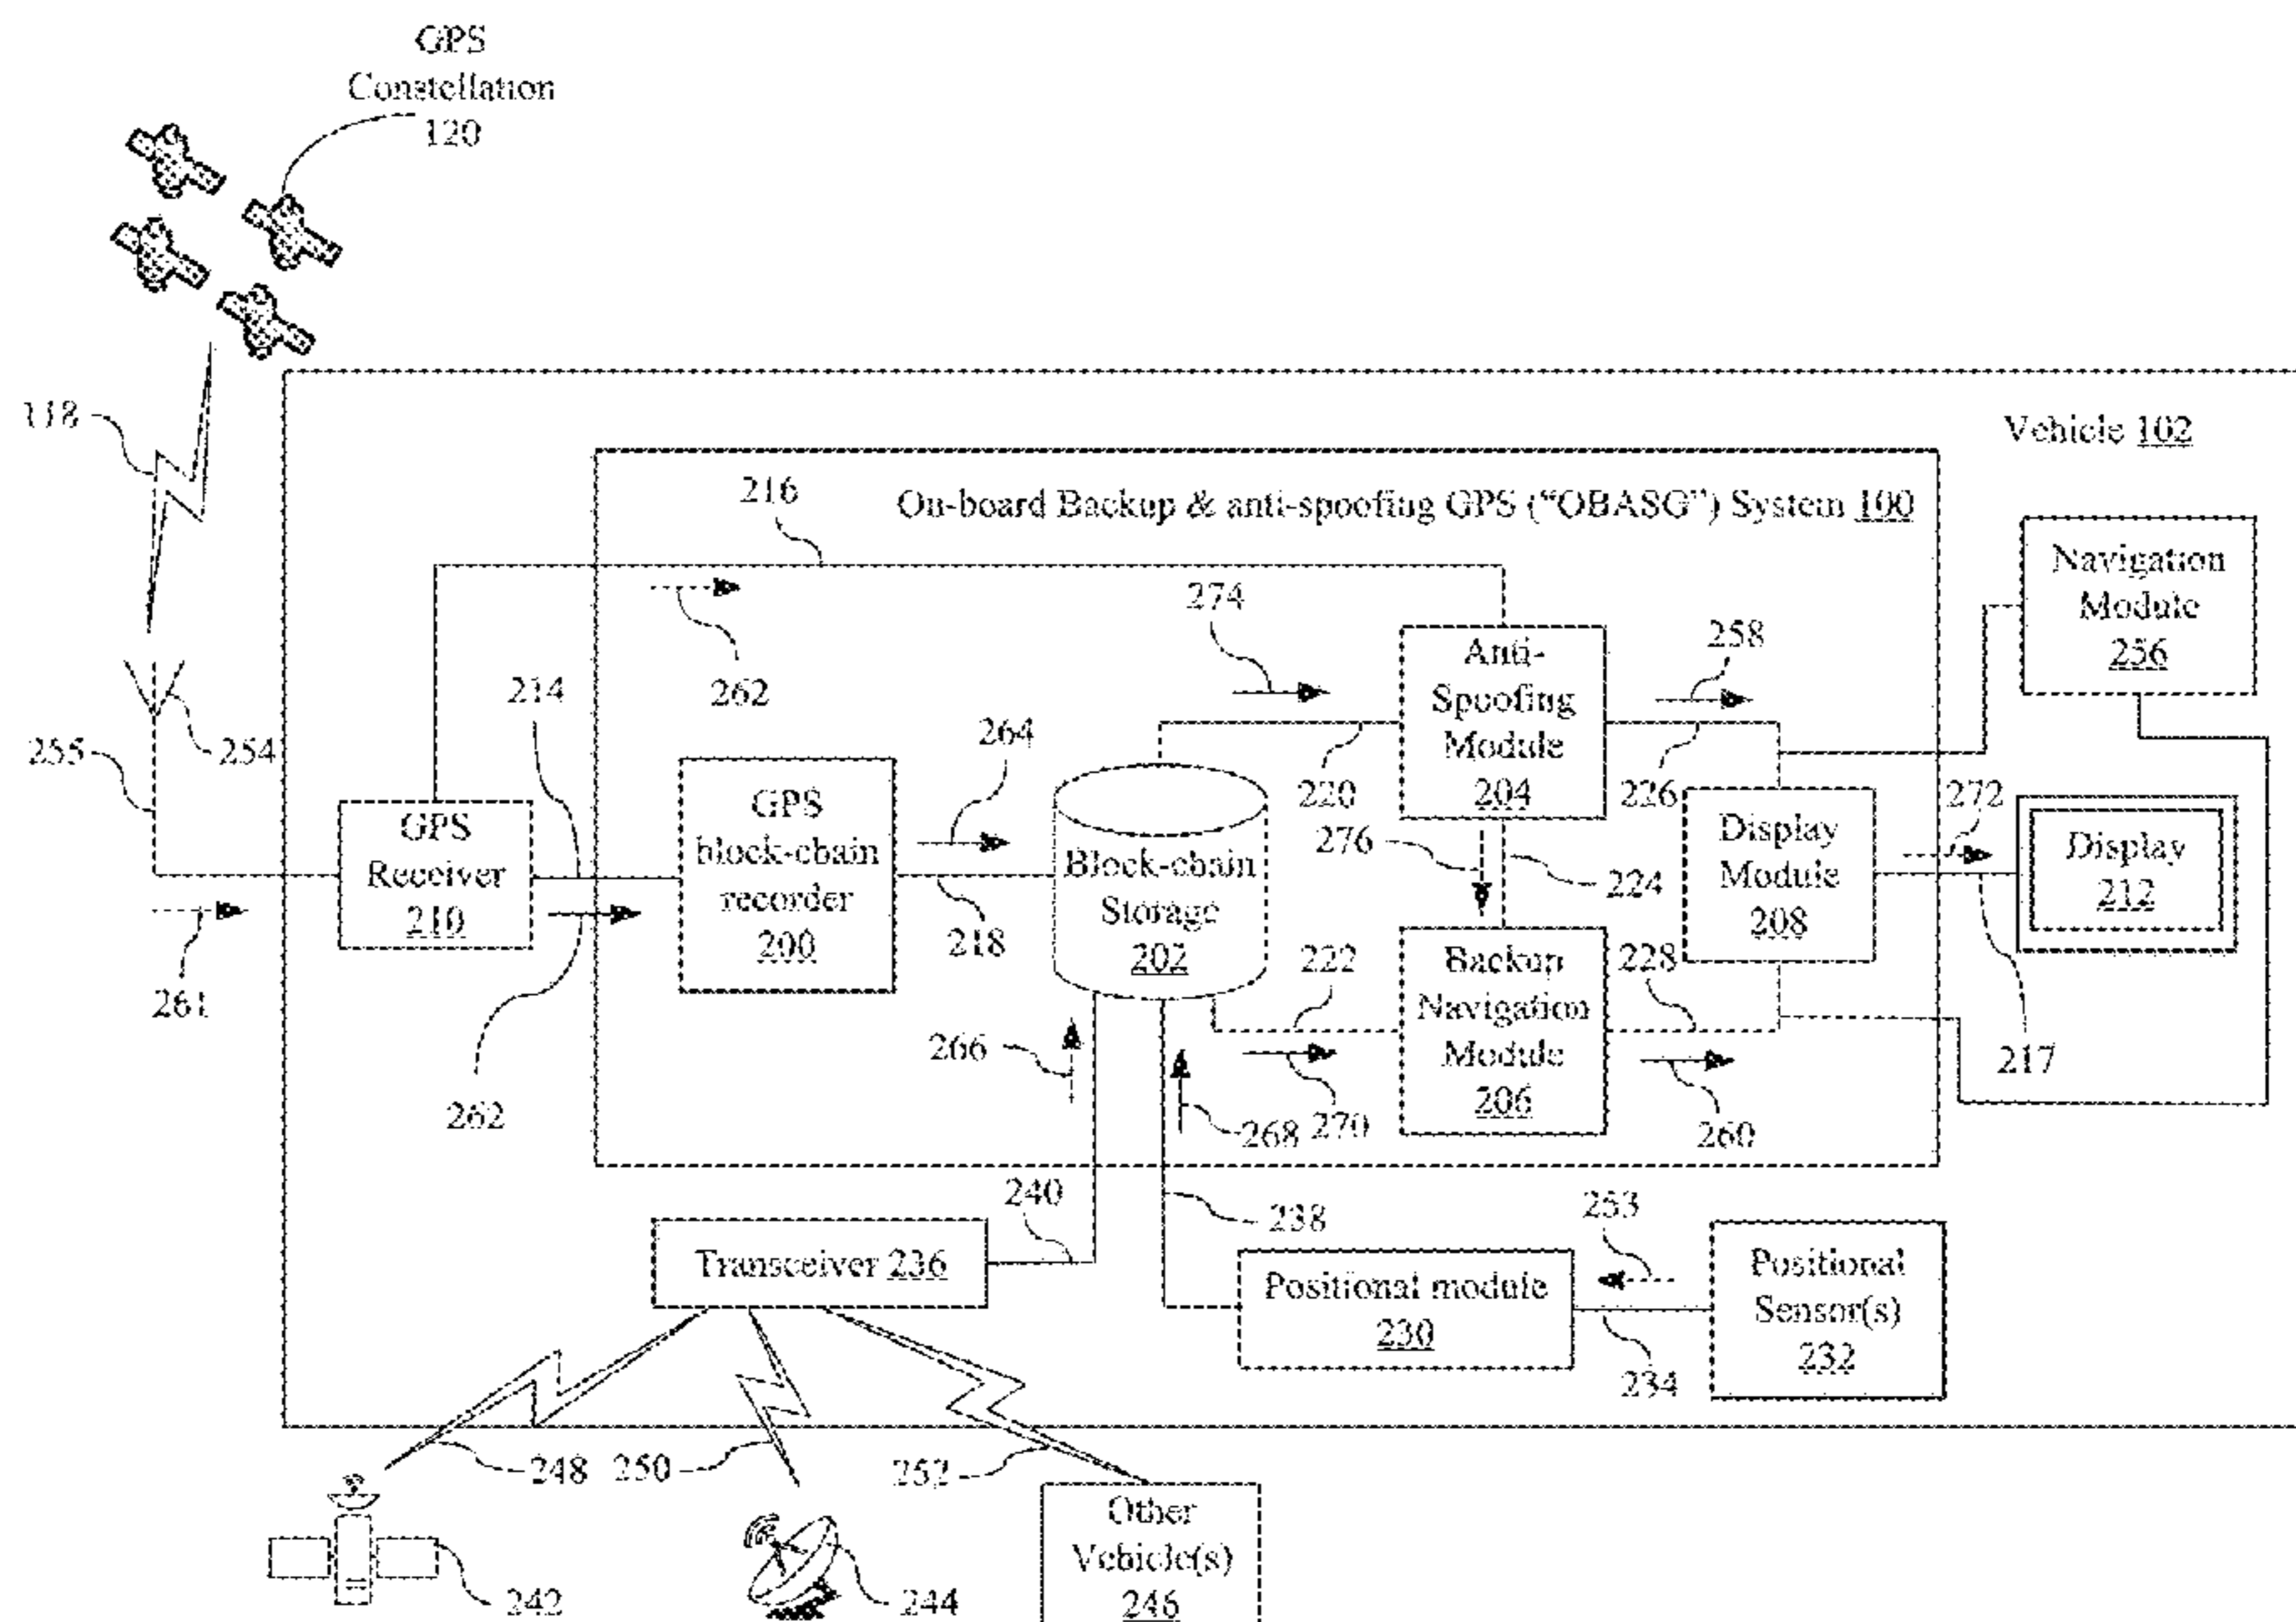 GPS
Constellation
120
118
Vehicle 102
216
On-board Backup & anti-spoofing GPS ("OBASG") System 100
Navigation
Module
256
262
274
258
Anti-
Spoofing
Module
204
214
255
254
264
220
226
272
GPS
Receiver
210
GPS
block-chain
recorder
200
Block-chain
Storage
202
276
224
Display
Module
208
Display
212
218
261
262
222
228
Backup
Navigation
Module
206
266
268
270
260
217
240
238
253
Transceiver 236
Positional module
230
Positional
Sensor(s)
232
234
248
250
252
Other
Vehicle(s)
246
242
244